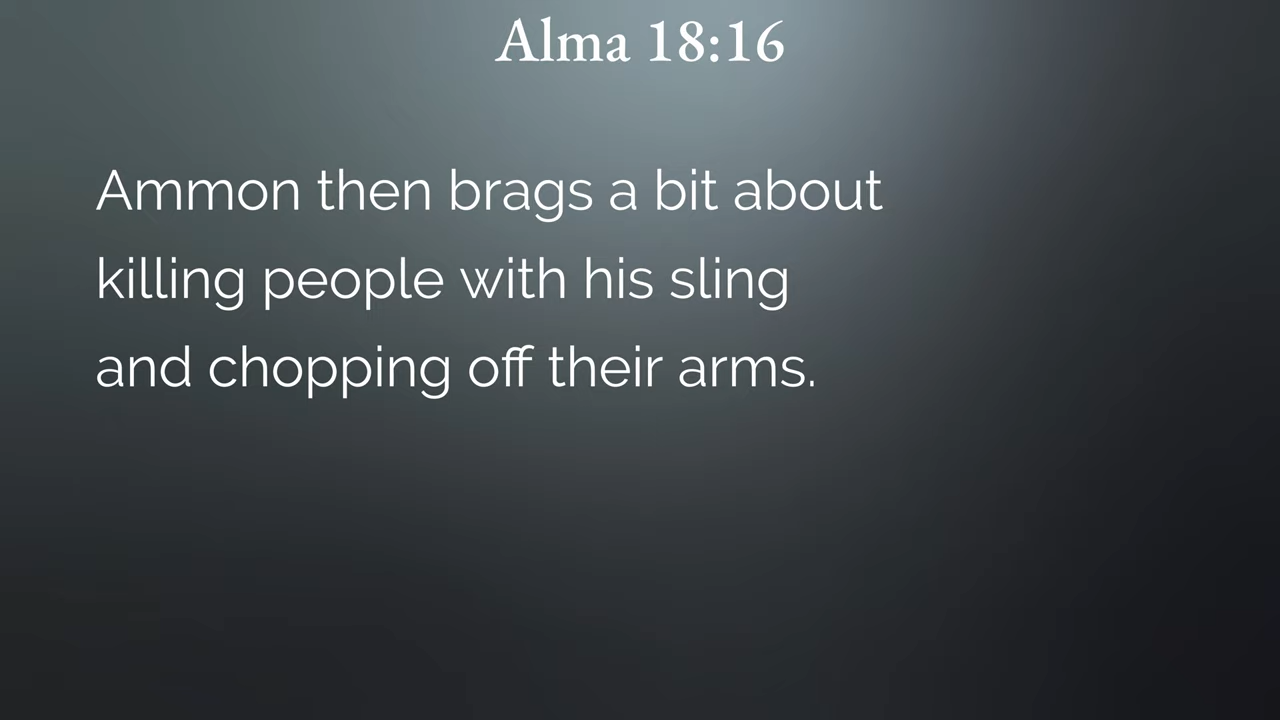 Alma 18:16
Ammon then brags a bit about
killing people with his sling
and chopping off their arms.